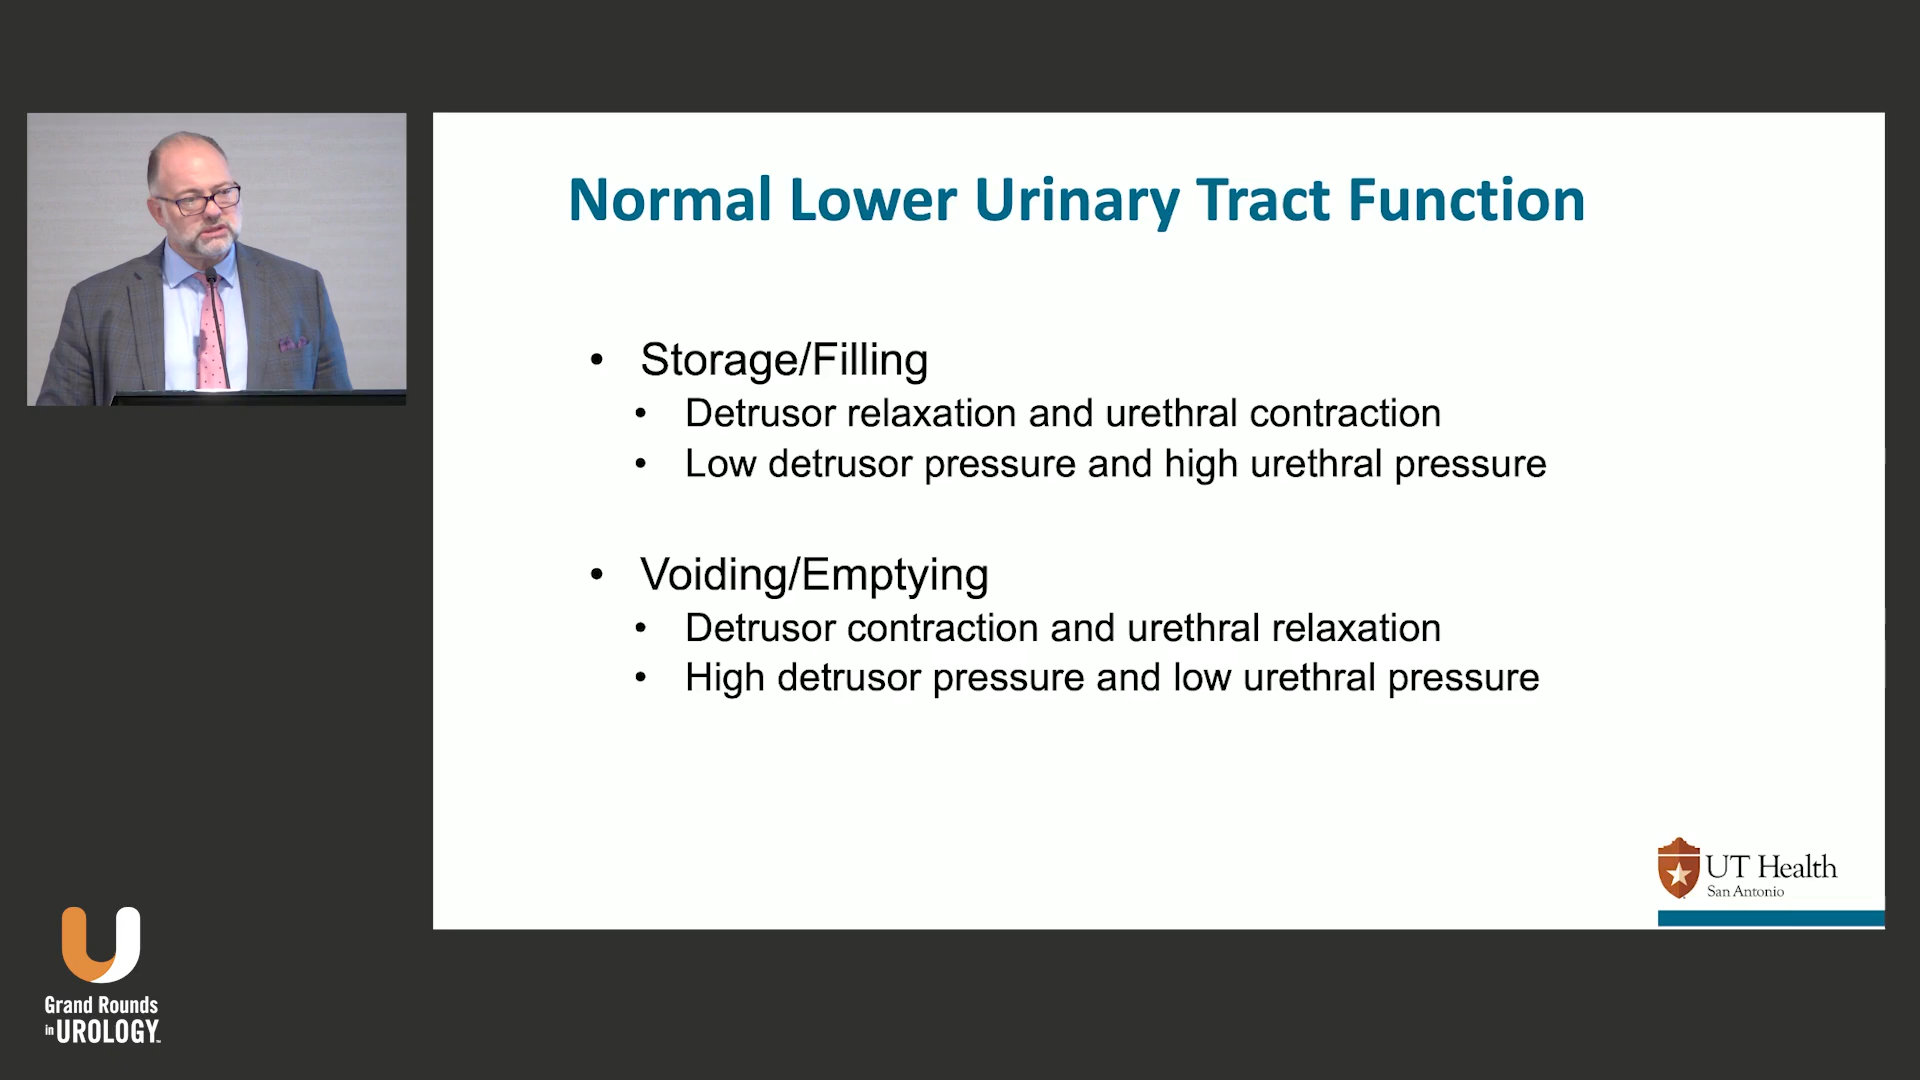 Normal Lower Urinary Tract Function
• Storage/Filling
• Detrusor relaxation and urethral contraction
• Low detrusor pressure and high urethral pressure
• Voiding/Emptying
• Detrusor contraction and urethral relaxation
• High detrusor pressure and low urethral pressure
UT Health
San Antonio
Grand Rounds
in UROLOGY™